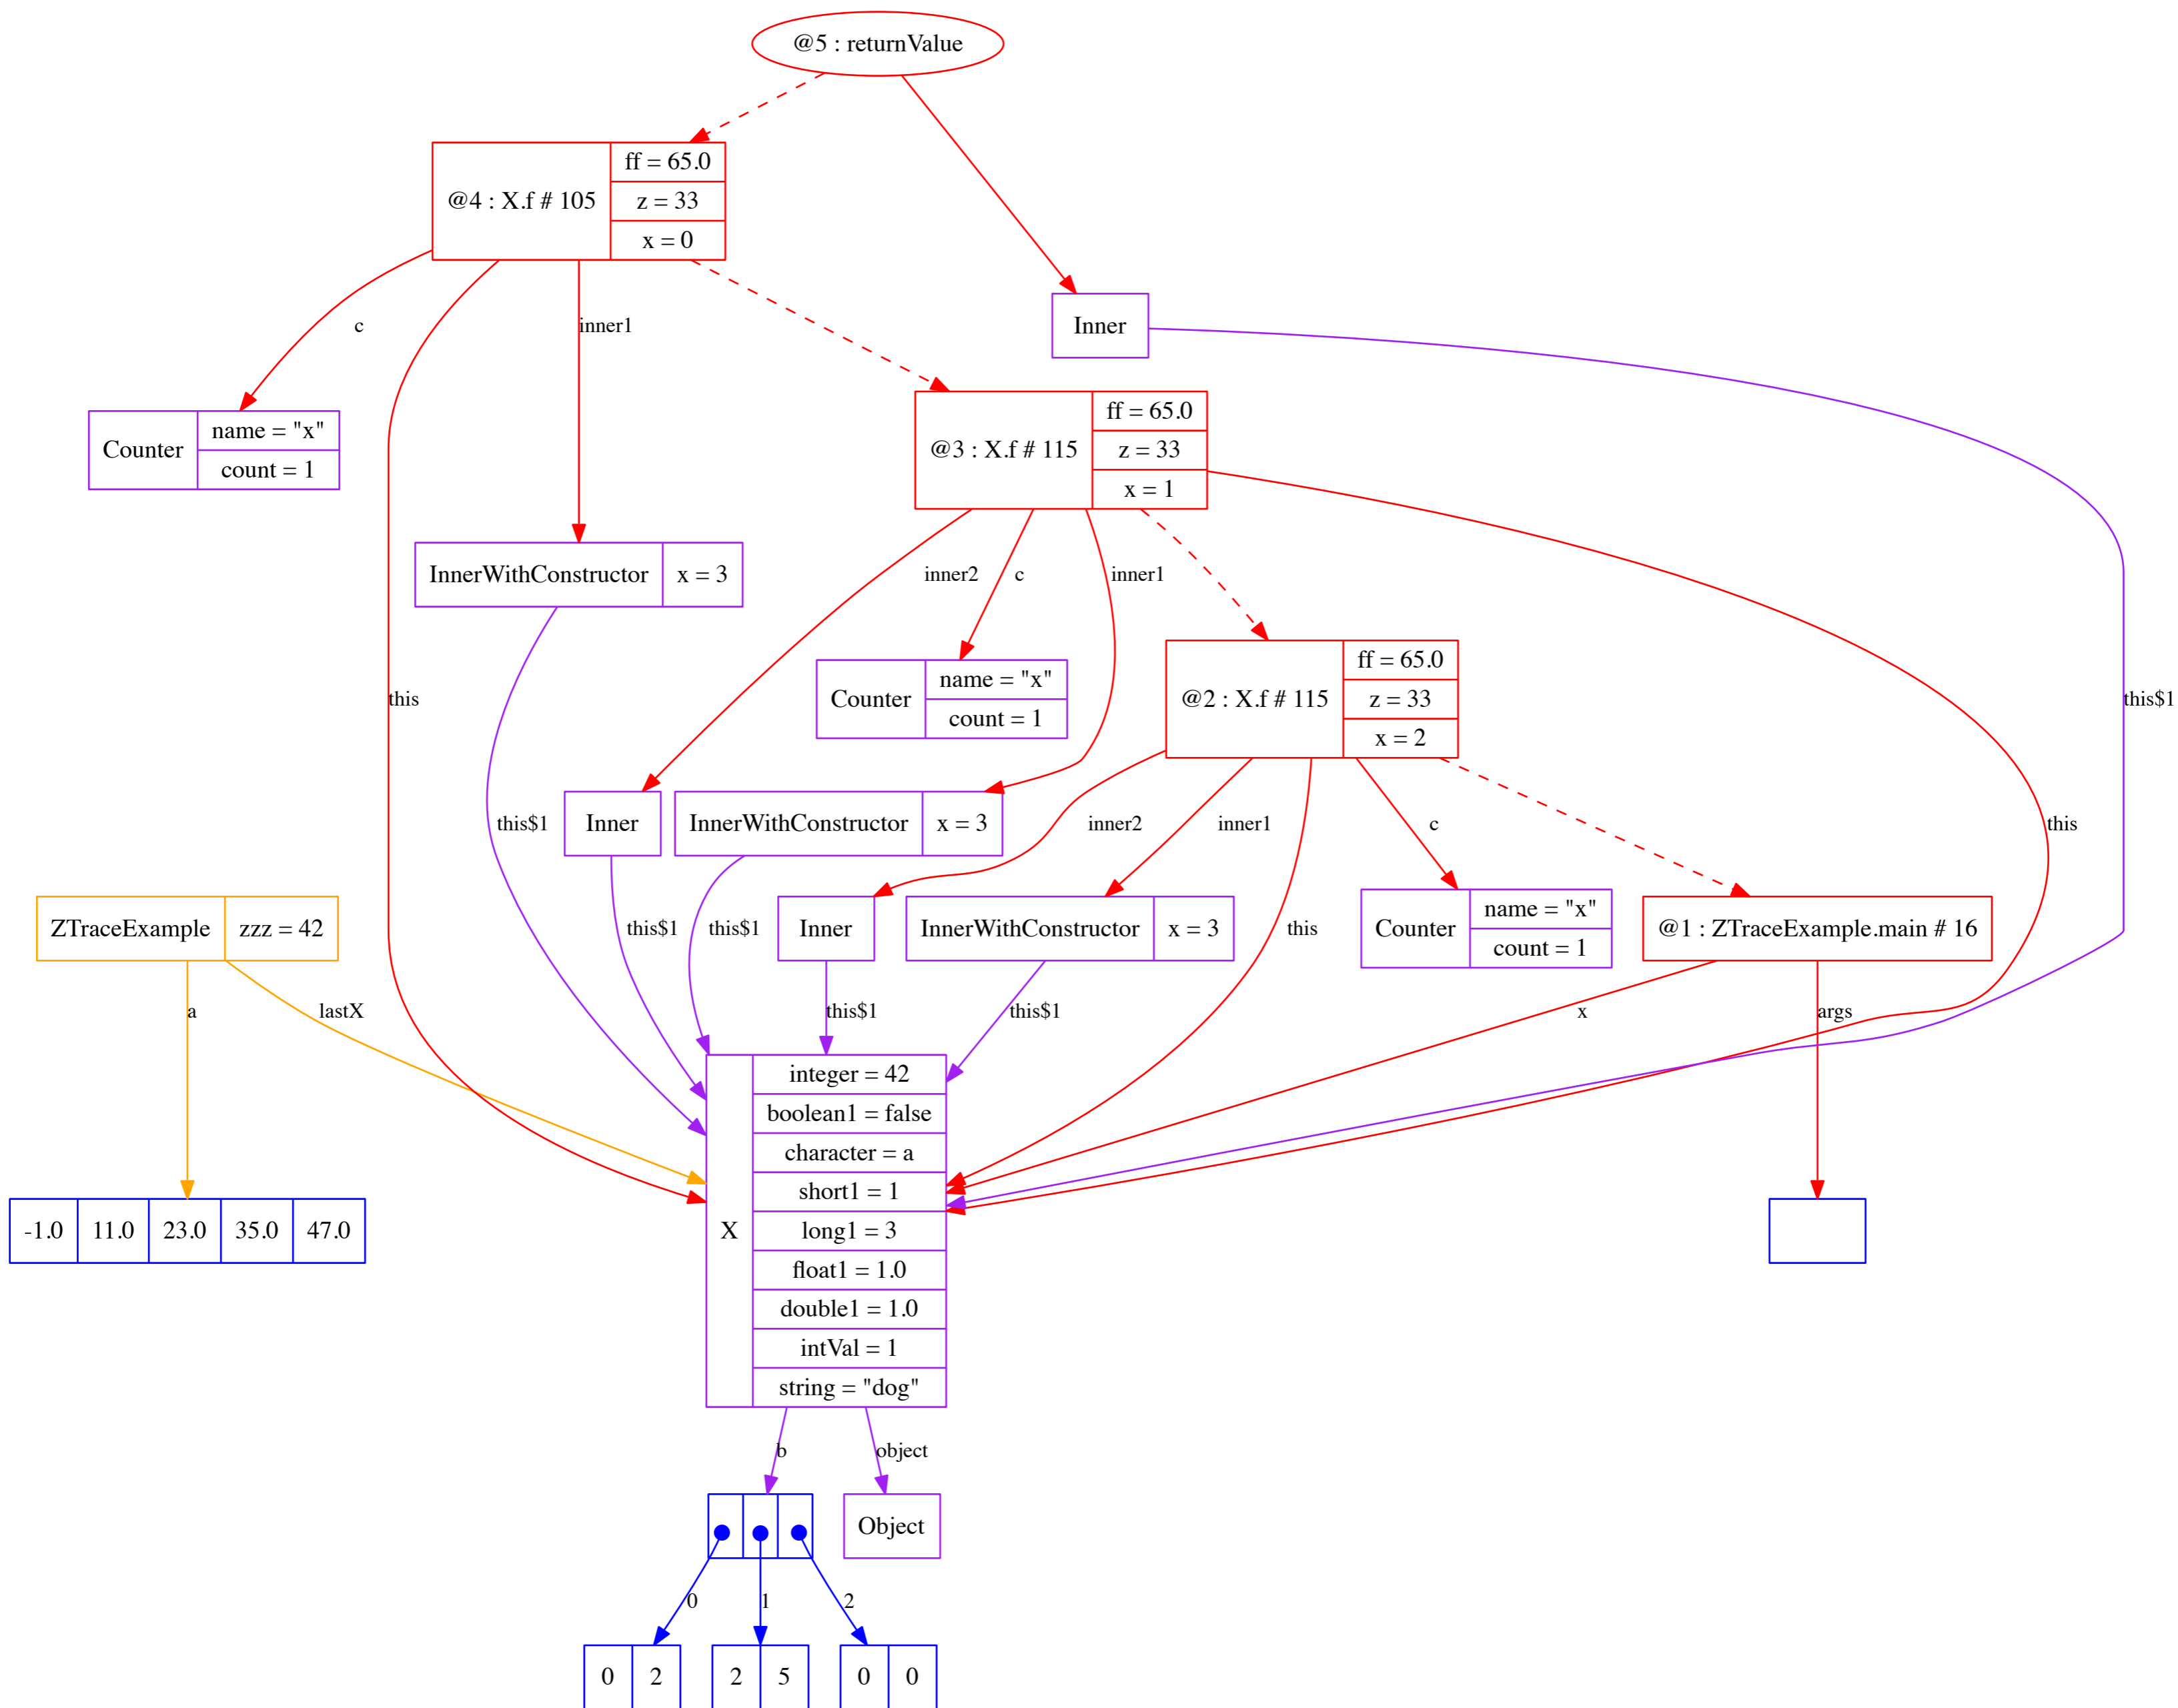 @5 : returnValue
@4 : X.f # 105
ff = 65.0
z = 33
x = 0
c
inner1
Inner
Counter
name = "x"
count = 1
@3 : X.f # 115
ff = 65.0
z = 33
x = 1
InnerWithConstructor
x = 3
inner2
c
inner1
this
Counter
name = "x"
count = 1
@2 : X.f # 115
ff = 65.0
z = 33
x = 2
this$1
this$1
Inner
InnerWithConstructor
x = 3
inner2
inner1
c
this
ZTraceExample
zzz = 42
this$1
this$1
Inner
InnerWithConstructor
x = 3
this
Counter
name = "x"
count = 1
@1 : ZTraceExample.main # 16
a
lastX
this$1
this$1
x
args
-1.0
11.0
23.0
35.0
47.0
X
integer = 42
boolean1 = false
character = a
short1 = 1
long1 = 3
float1 = 1.0
double1 = 1.0
intVal = 1
string = "dog"
b
object
Object
0
1
2
0
2
2
5
0
0